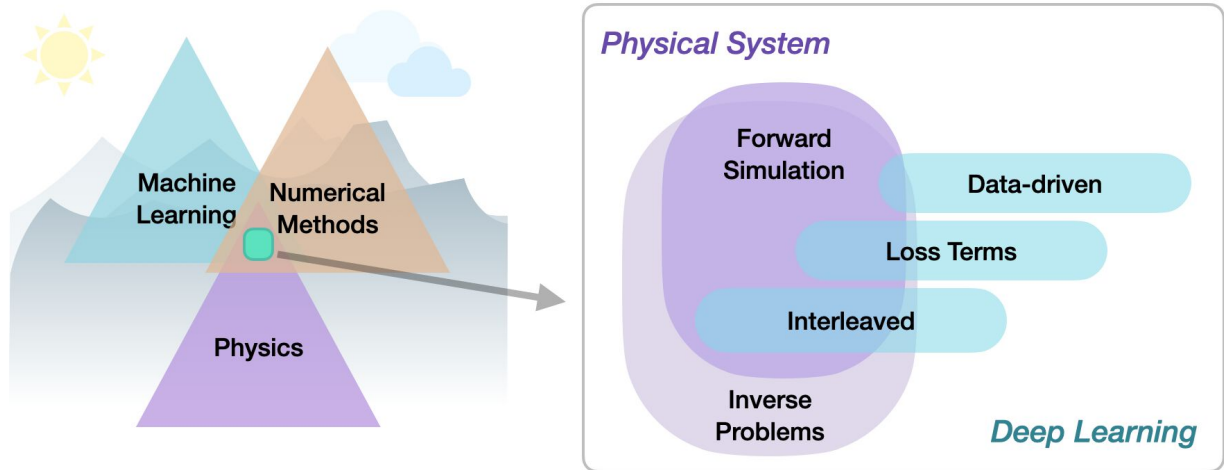 Machine
Learning
Numerical
Methods
Physics
Physical System
Forward
Simulation
Data-driven
Loss Terms
Interleaved
Inverse
Problems
Deep Learning